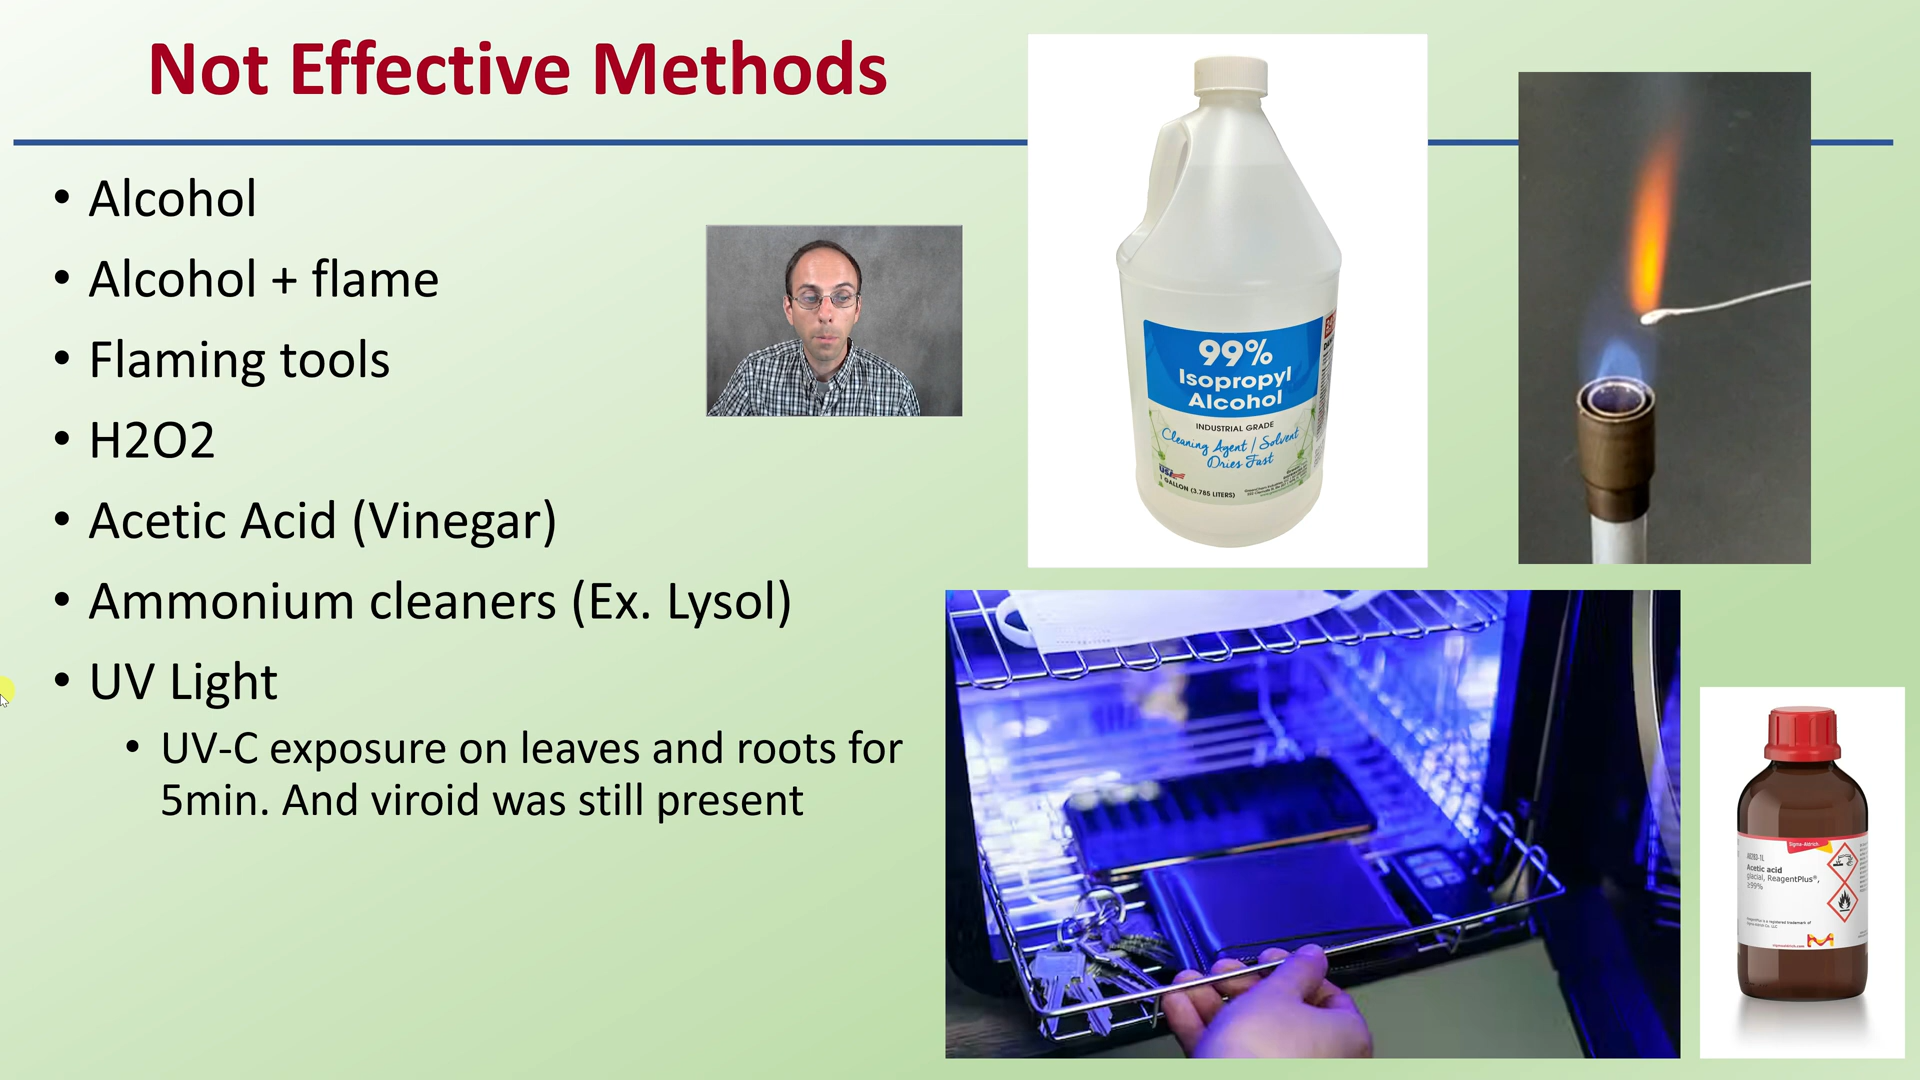 Not Effective Methods
• Alcohol
• Alcohol + flame
• Flaming tools
• H2O2
• Acetic Acid (Vinegar)
• Ammonium cleaners (Ex. Lysol)
• UV Light
• UV-C exposure on leaves and roots for
5min. And viroid was still present
99%
Isopropyl
Alcohol
INDUSTRIAL GRADE
Cleaning Agent / Solvent
Dries Fast
USA
1 GALLON (3.785 LITERS)
Sigma-Aldrich
Acetic acid
glacial, ReagentPlus®,
≥99%